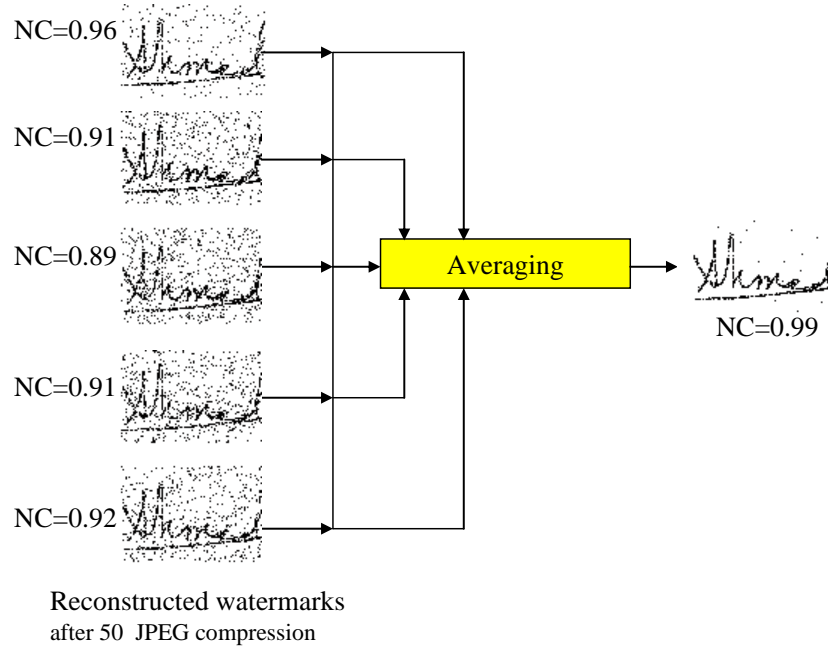 NC=0.96
NC=0.91
NC=0.89
Averaging
NC=0.99
NC=0.91
NC=0.92
Reconstructed watermarks
after 50 JPEG compression